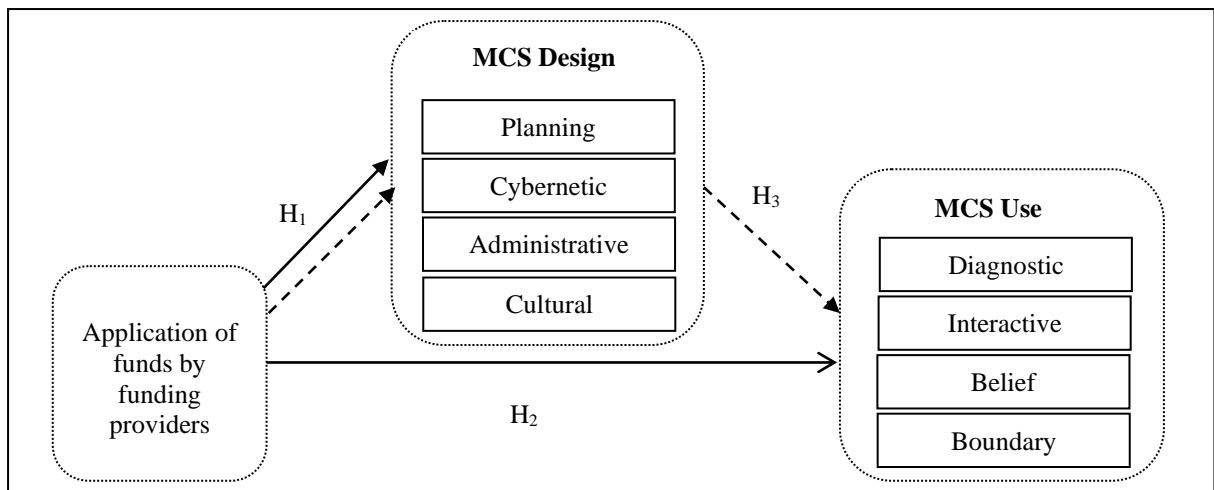 MCS Design
Planning
Cybernetic
Administrative
Cultural
H₁
H₃
MCS Use
Diagnostic
Interactive
Belief
Boundary
Application of
funds by
funding
providers
H₂